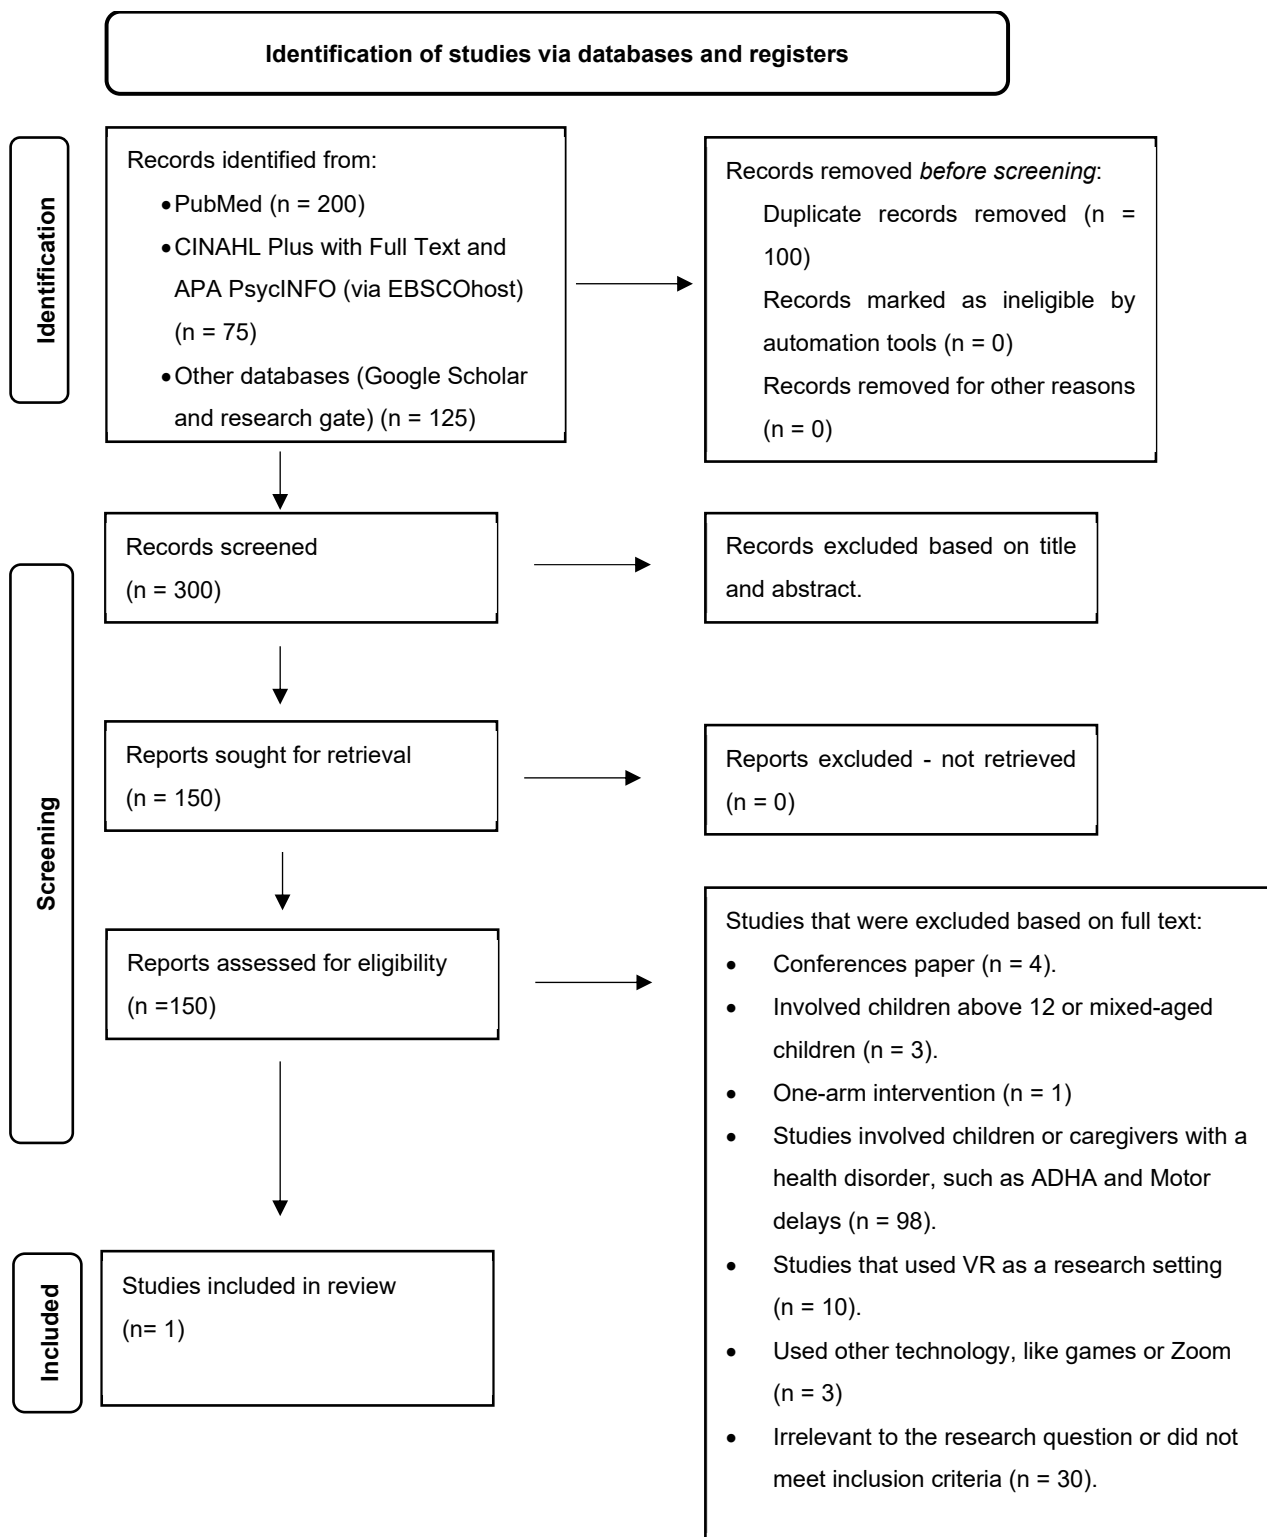 Identification of studies via databases and registers
Identification
Records identified from:
•PubMed (n = 200)
•CINAHL Plus with Full Text and
APA PsycINFO (via EBSCOhost)
(n = 75)
•Other databases (Google Scholar
and research gate) (n = 125)
Records removed before screening:
Duplicate records removed (n =
100)
Records marked as ineligible by
automation tools (n = 0)
Records removed for other reasons
(n = 0)
Screening
Records screened
(n = 300)
Records excluded based on title
and abstract.
Reports sought for retrieval
(n = 150)
Reports excluded - not retrieved
(n = 0)
Reports assessed for eligibility
(n =150)
Studies that were excluded based on full text:
• Conferences paper (n = 4).
• Involved children above 12 or mixed-aged
children (n = 3).
• One-arm intervention (n = 1)
• Studies involved children or caregivers with a
health disorder, such as ADHA and Motor
delays (n = 98).
• Studies that used VR as a research setting
(n = 10).
• Used other technology, like games or Zoom
(n = 3)
• Irrelevant to the research question or did not
meet inclusion criteria (n = 30).
Included
Studies included in review
(n= 1)